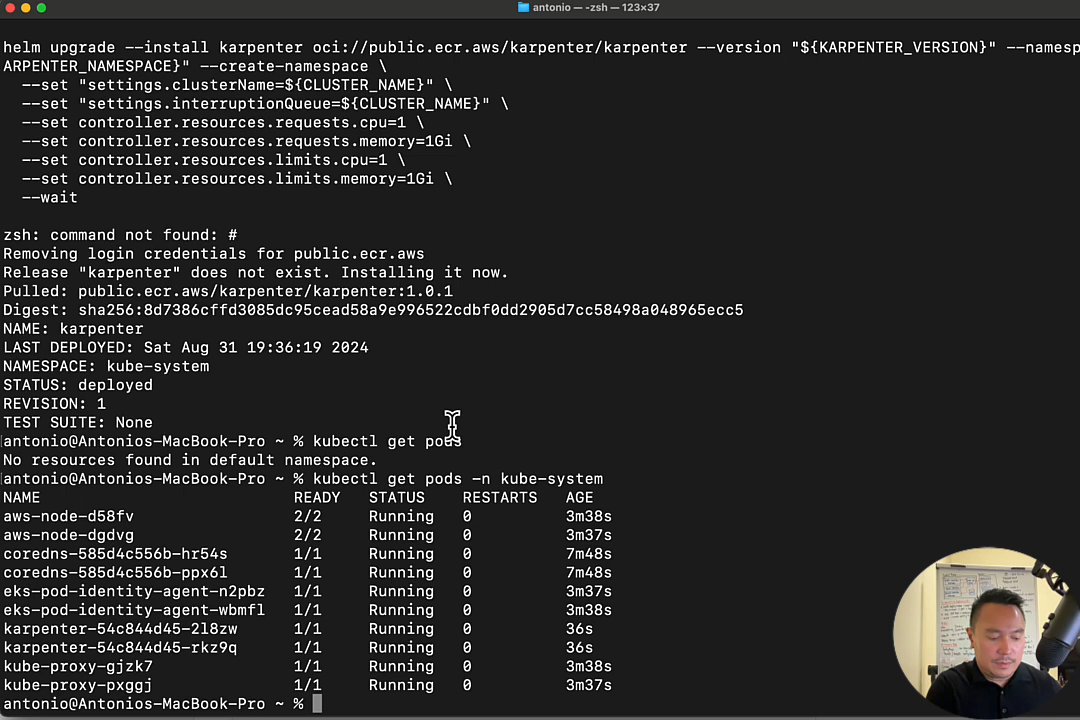 antonio — -zsh — 123×37
helm upgrade --install karpenter oci://public.ecr.aws/karpenter/karpenter --version "${KARPENTER_VERSION}" --namesp
ARPENTER_NAMESPACE}" --create-namespace \
--set "settings.clusterName=${CLUSTER_NAME}" \
--set "settings.interruptionQueue=${CLUSTER_NAME}" \
--set controller.resources.requests.cpu=1 \
--set controller.resources.requests.memory=1Gi \
--set controller.resources.limits.cpu=1 \
--set controller.resources.limits.memory=1Gi \
--wait
zsh: command not found: #
Removing login credentials for public.ecr.aws
Release "karpenter" does not exist. Installing it now.
Pulled: public.ecr.aws/karpenter/karpenter:1.0.1
Digest: sha256:8d7386cffd3085dc95cead58a9e996522cdbf0dd2905d7cc58498a048965ecc5
NAME: karpenter
LAST DEPLOYED: Sat Aug 31 19:36:19 2024
NAMESPACE: kube-system
STATUS: deployed
REVISION: 1
TEST SUITE: None
antonio@Antonios-MacBook-Pro ~ % kubectl get pods
No resources found in default namespace.
antonio@Antonios-MacBook-Pro ~ % kubectl get pods -n kube-system
NAME READY STATUS RESTARTS AGE
aws-node-d58fv 2/2 Running 0 3m38s
aws-node-dgdvg 2/2 Running 0 3m37s
coredns-585d4c556b-hr54s 1/1 Running 0 7m48s
coredns-585d4c556b-ppx6l 1/1 Running 0 7m48s
eks-pod-identity-agent-n2pbz 1/1 Running 0 3m37s
eks-pod-identity-agent-wbmfl 1/1 Running 0 3m38s
karpenter-54c844d45-2l8zw 1/1 Running 0 36s
karpenter-54c844d45-rkz9q 1/1 Running 0 36s
kube-proxy-gjzk7 1/1 Running 0 3m38s
kube-proxy-pxggj 1/1 Running 0 3m37s
antonio@Antonios-MacBook-Pro ~ %